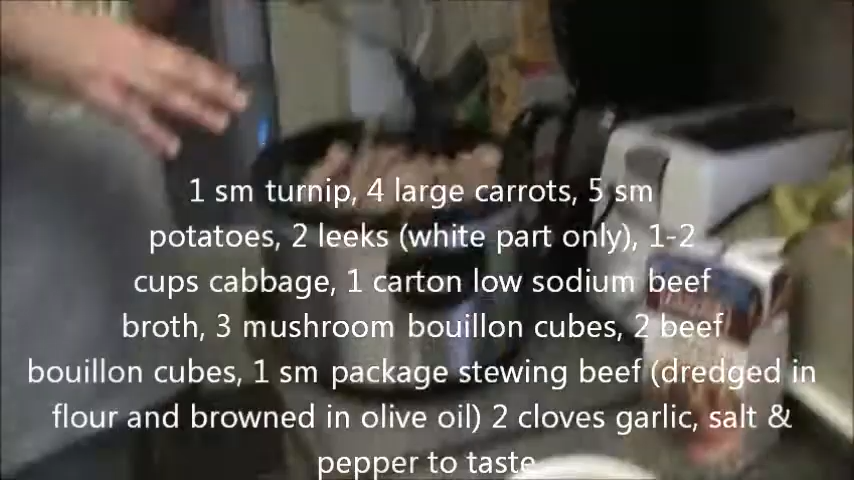 1 sm turnip, 4 large carrots, 5 sm
potatoes, 2 leeks (white part only), 1-2
cups cabbage, 1 carton low sodium beef
broth, 3 mushroom bouillon cubes, 2 beef
bouillon cubes, 1 sm package stewing beef (dredged in
flour and browned in olive oil) 2 cloves garlic, salt &
pepper to taste